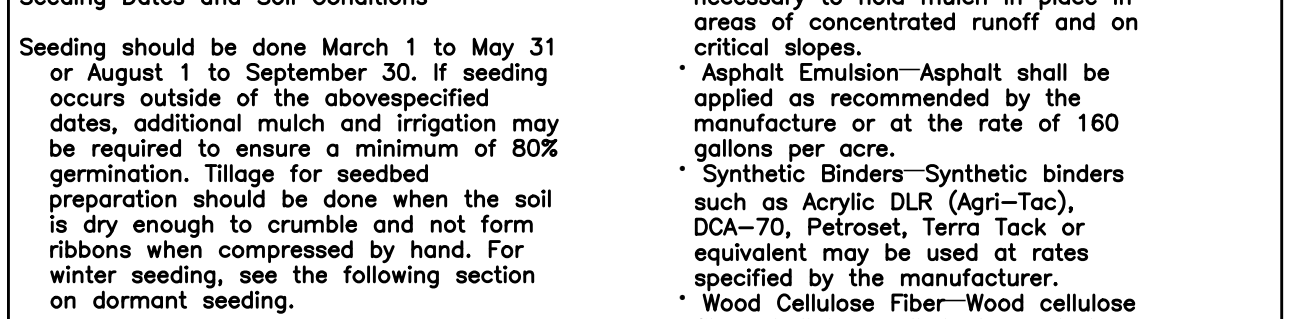 Seeding Dates and Soil Conditions
Seeding should be done March 1 to May 31
or August 1 to September 30. If seeding
occurs outside of the abovespecified
dates, additional mulch and irrigation may
be required to ensure a minimum of 80%
germination. Tillage for seedbed
preparation should be done when the soil
is dry enough to crumble and not form
ribbons when compressed by hand. For
winter seeding, see the following section
on dormant seeding.
necessary to hold mulch in place in
areas of concentrated runoff and on
critical slopes.
· Asphalt Emulsion—Asphalt shall be
applied as recommended by the
manufacture or at the rate of 160
gallons per acre.
· Synthetic Binders—Synthetic binders
such as Acrylic DLR (Agri-Tac),
DCA-70, Petroset, Terra Tack or
equivalent may be used at rates
specified by the manufacturer.
· Wood Cellulose Fiber—Wood cellulose